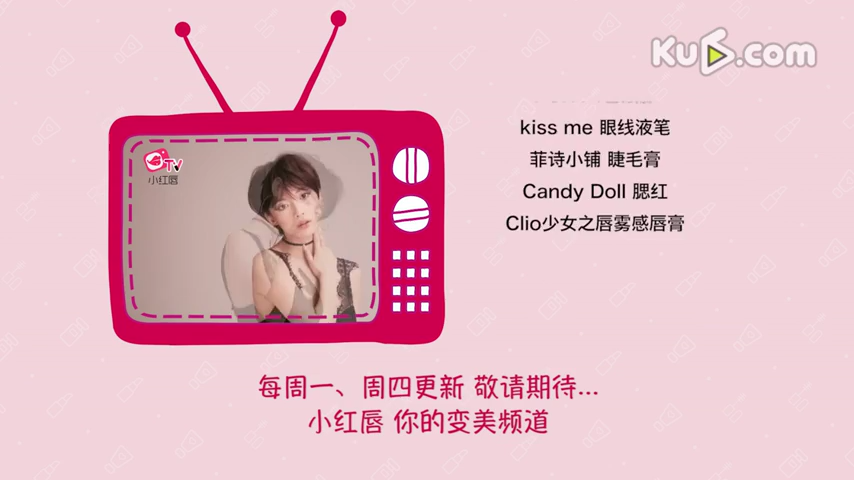 Ku6.com
TV
小红唇
kiss me 眼线液笔
菲诗小铺 睫毛膏
Candy Doll 腮红
Clio少女之唇雾感唇膏
每周一、周四更新 敬请期待...
小红唇 你的变美频道